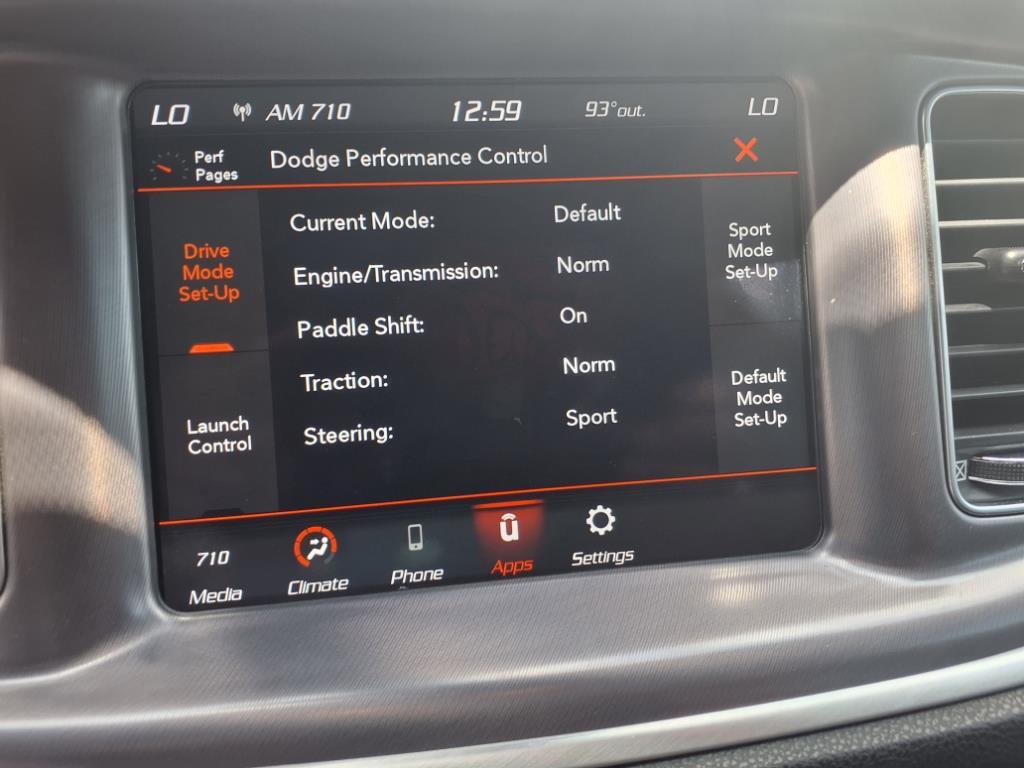 LO AM 710 12:59 93°out. LO
Perf
Pages
Dodge Performance Control
Drive
Mode
Set-Up
Launch
Control
Current Mode: Default
Engine/Transmission: Norm
Paddle Shift: On
Traction: Norm
Steering: Sport
Sport
Mode
Set-Up
Default
Mode
Set-Up
710
Media
Climate
Phone
Apps
Settings